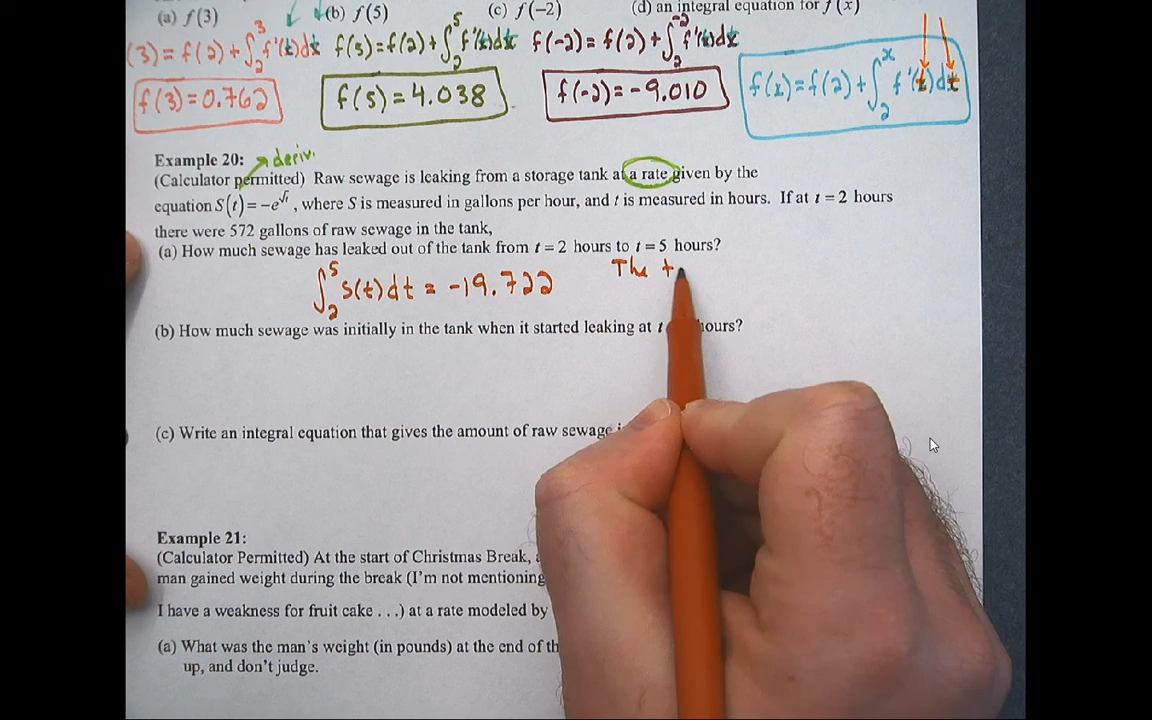 (a) f(3) (b) f(5) (c) f(−2) (d) an integral equation for f(x)
(3) = f(2) + ∫₂³ f'(t)dt f(5) = f(2) + ∫₂⁵ f'(t)dt f(-2) = f(2) + ∫₂⁻² f'(t)dt
f(x) = f(2) + ∫₂ˣ f'(t)dt
f(3) = 0.762 f(5) = 4.038 f(-2) = -9.010
Example 20: deriv.
(Calculator permitted) Raw sewage is leaking from a storage tank at a rate given by the
equation S(t) = −e^√t, where S is measured in gallons per hour, and t is measured in hours. If at t = 2 hours
there were 572 gallons of raw sewage in the tank,
(a) How much sewage has leaked out of the tank from t = 2 hours to t = 5 hours?
∫₂⁵ S(t)dt = -19.722 The t
(b) How much sewage was initially in the tank when it started leaking at t hours?
(c) Write an integral equation that gives the amount of raw sewage
Example 21:
(Calculator Permitted) At the start of Christmas Break,
man gained weight during the break (I'm not mentioning
I have a weakness for fruit cake . . .) at a rate modeled by
(a) What was the man's weight (in pounds) at the end of
up, and don't judge.